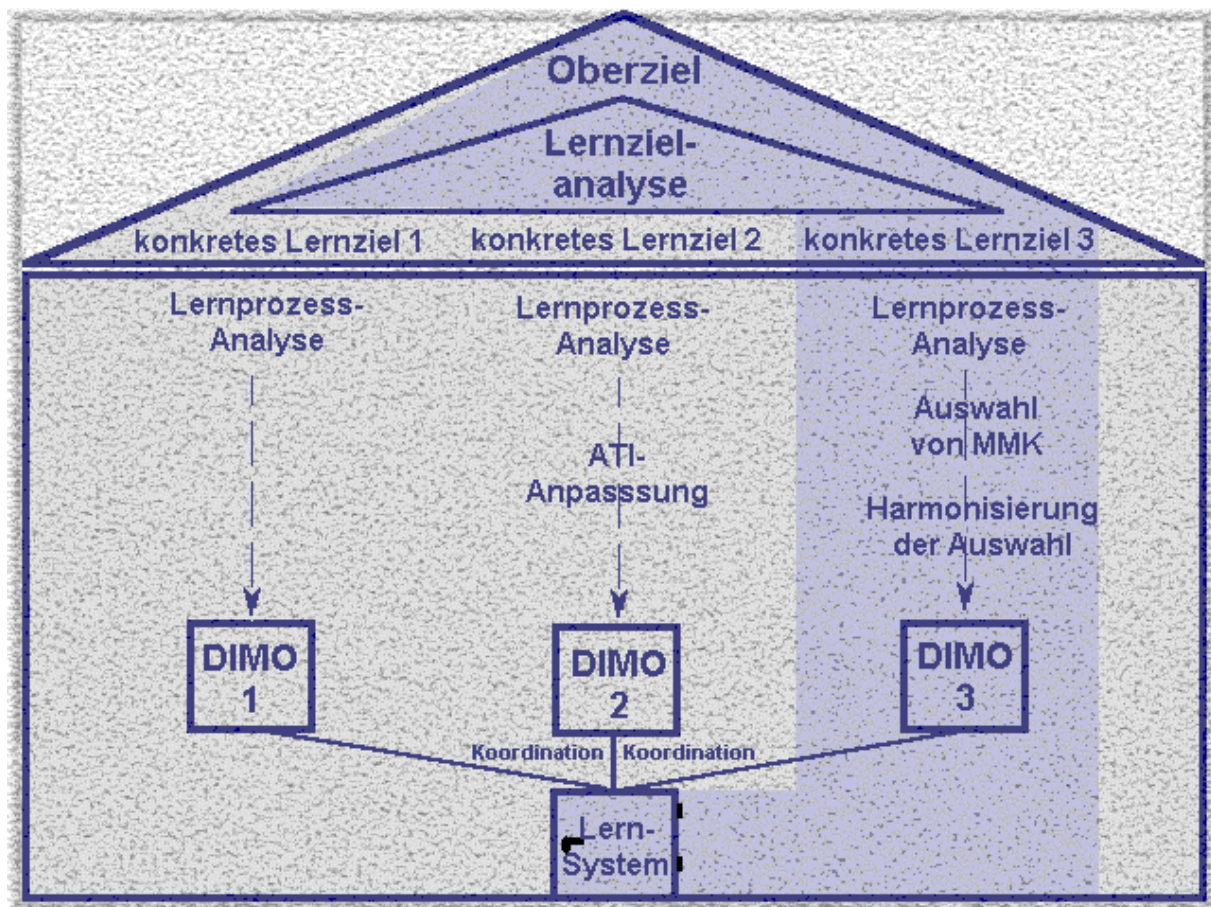 Oberziel
Lernziel-
analyse
konkretes Lernziel 1
konkretes Lernziel 2
konkretes Lernziel 3
Lernprozess-
Analyse
Lernprozess-
Analyse
Lernprozess-
Analyse
ATI-
Anpasssung
Auswahl
von MMK
Harmonisierung
der Auswahl
DIMO
1
DIMO
2
DIMO
3
Koordination
Koordination
Lern-
System